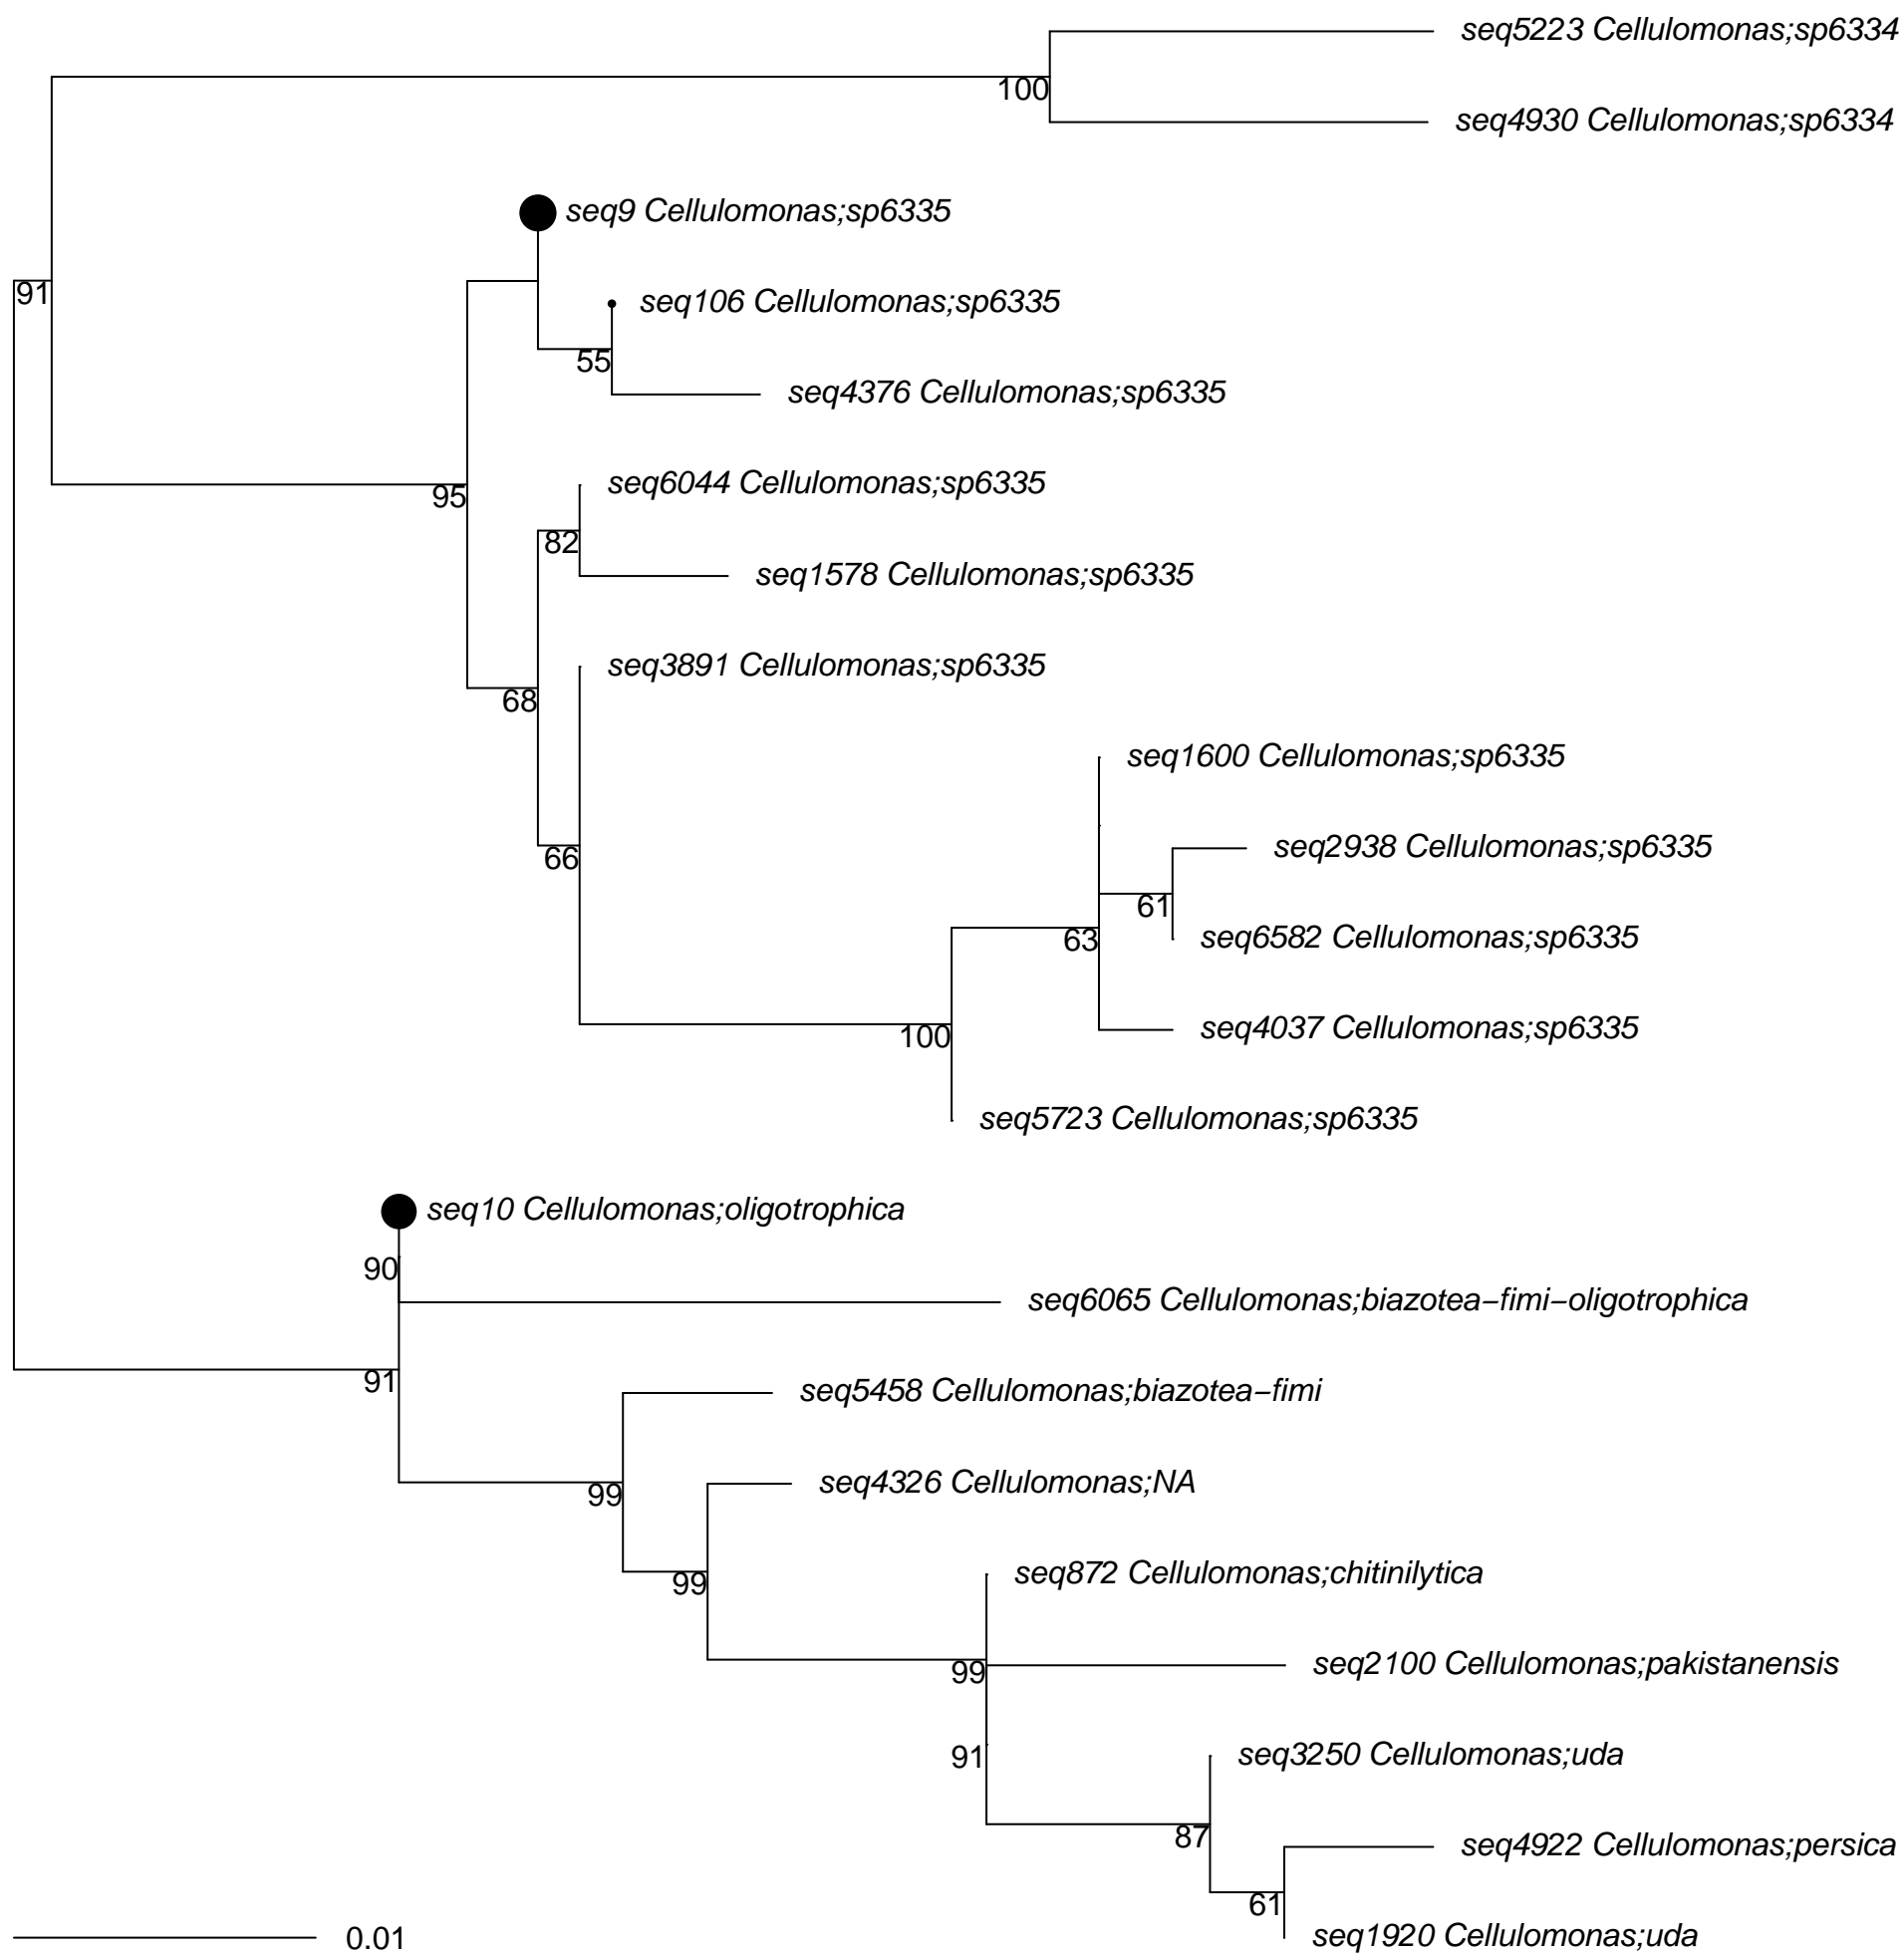 seq5223 Cellulomonas;sp6334
100
seq4930 Cellulomonas;sp6334
seq9 Cellulomonas;sp6335
91
seq106 Cellulomonas;sp6335
55
seq4376 Cellulomonas;sp6335
seq6044 Cellulomonas;sp6335
95
82
seq1578 Cellulomonas;sp6335
seq3891 Cellulomonas;sp6335
68
seq1600 Cellulomonas;sp6335
seq2938 Cellulomonas;sp6335
66
61
seq6582 Cellulomonas;sp6335
63
seq4037 Cellulomonas;sp6335
100
seq5723 Cellulomonas;sp6335
seq10 Cellulomonas;oligotrophica
90
seq6065 Cellulomonas;biazotea−fimi−oligotrophica
91
seq5458 Cellulomonas;biazotea−fimi
seq4326 Cellulomonas;NA
99
seq872 Cellulomonas;chitinilytica
99
seq2100 Cellulomonas;pakistanensis
99
seq3250 Cellulomonas;uda
91
87
seq4922 Cellulomonas;persica
61
seq1920 Cellulomonas;uda
0.01